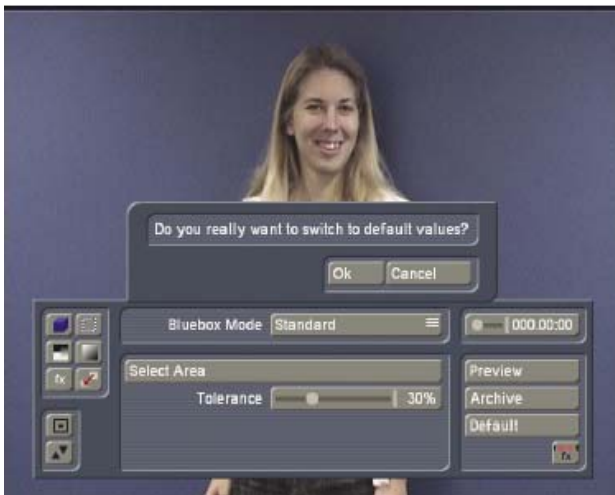 Do you really want to switch to default values?
Ok Cancel
Bluebox Mode Standard 000.00:00
Select Area Preview
Tolerance 30% Archive
Default
fx fx